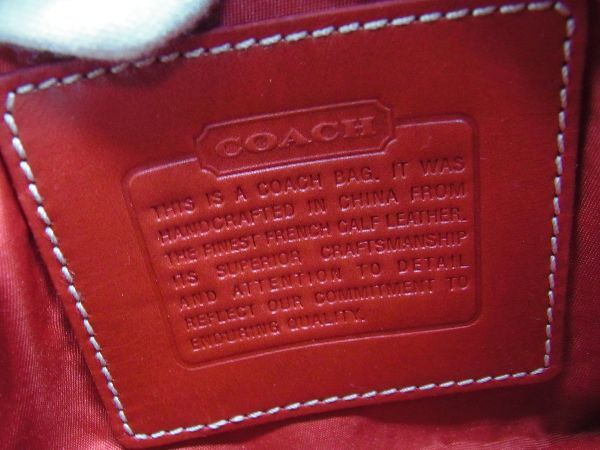 COACH
THIS IS A COACH BAG. IT WAS
HANDCRAFTED IN CHINA FROM
THE FINEST FRENCH CALF LEATHER.
ITS SUPERIOR CRAFTSMANSHIP
AND ATTENTION TO DETAIL
REFLECT OUR COMMITMENT TO
ENDURING QUALITY.